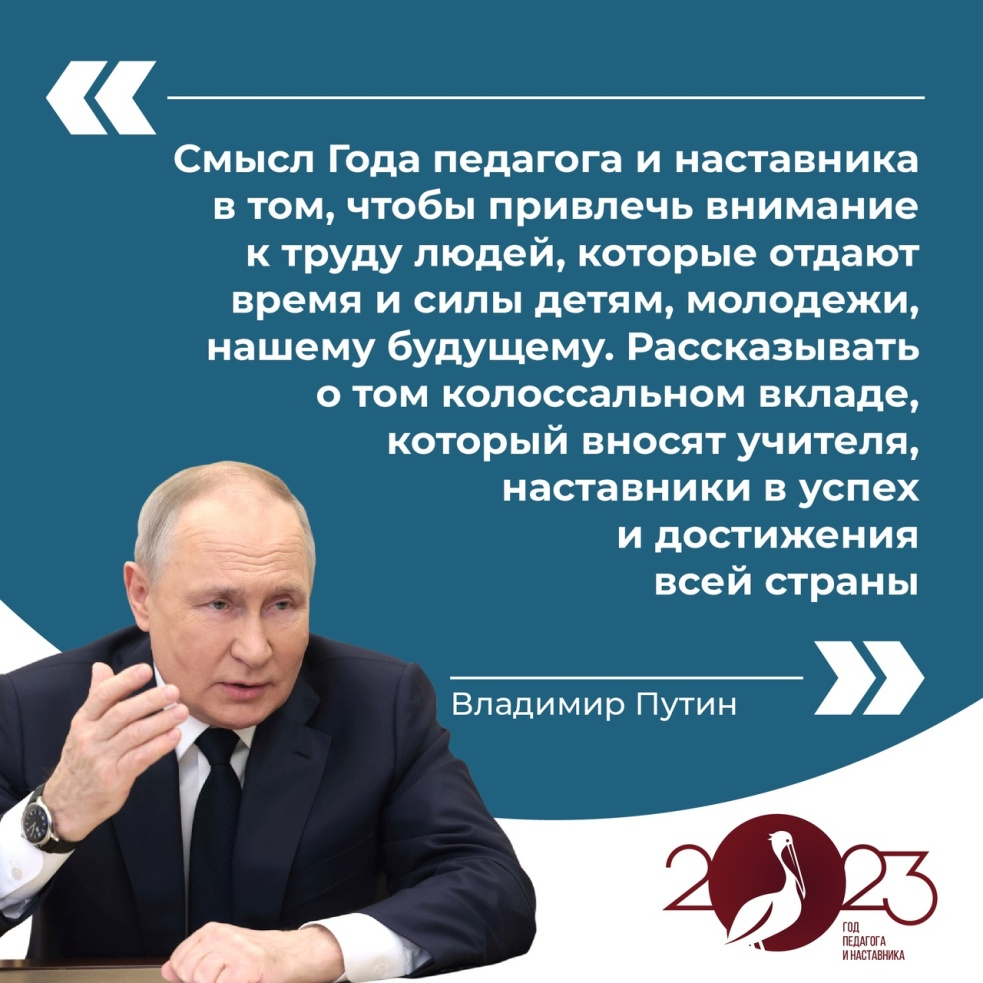 Смысл Года педагога и наставника
в том, чтобы привлечь внимание
к труду людей, которые отдают
время и силы детям, молодежи,
нашему будущему. Рассказывать
о том колоссальном вкладе,
который вносят учителя,
наставники в успех
и достижения
всей страны
Владимир Путин
2023
ГОД
ПЕДАГОГА
И НАСТАВНИКА